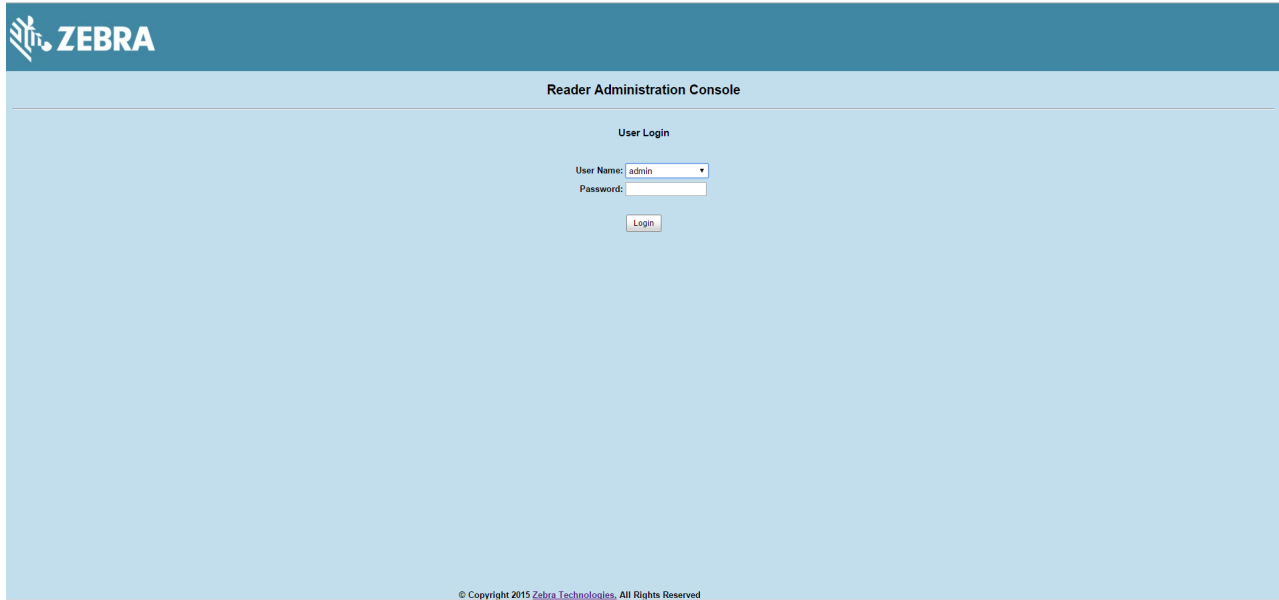 ZEBRA
Reader Administration Console
User Login
User Name: admin
Password:
Login
© Copyright 2015 Zebra Technologies, All Rights Reserved